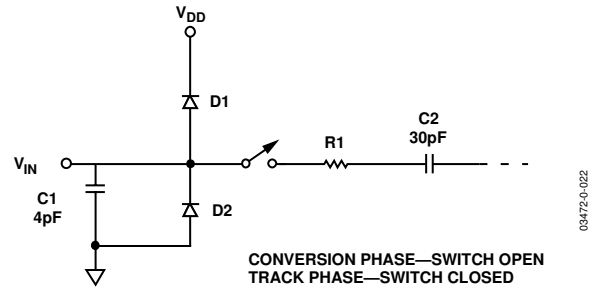 VDD
D1
C2
30pF
R1
VIN
C1
4pF
D2
CONVERSION PHASE—SWITCH OPEN
TRACK PHASE—SWITCH CLOSED
03472-0-022